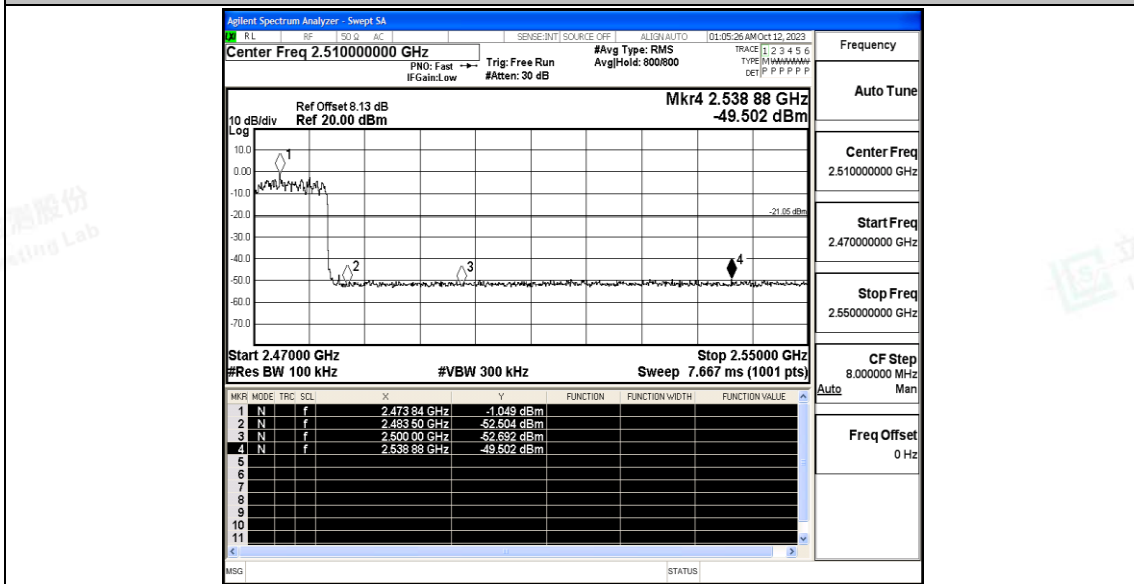 Agilent Spectrum Analyzer - Swept SA
RL RF 50 Ω AC SENSE:INT SOURCE OFF ALIGN AUTO 01:05:26 AM Oct 12, 2023
Center Freq 2.510000000 GHz
PNO: Fast
IFGain:Low
Trig: Free Run
#Atten: 30 dB
#Avg Type: RMS
Avg|Hold: 800/800
TRACE 1 2 3 4 5 6
TYPE M W W W W W
DET P P P P P P
Ref Offset 8.13 dB
10 dB/div Ref 20.00 dBm
Log
Mkr4 2.538 88 GHz
-49.502 dBm
10.0
0.00
-10.0
-20.0
-30.0
-40.0
-50.0
-60.0
-70.0
1
2
3
4
-21.05 dBm
Start 2.47000 GHz Stop 2.55000 GHz
#Res BW 100 kHz #VBW 300 kHz Sweep 7.667 ms (1001 pts)
MKR MODE TRC SCL X Y FUNCTION FUNCTION WIDTH FUNCTION VALUE
1 N f 2.473 84 GHz -1.049 dBm
2 N f 2.483 50 GHz -52.504 dBm
3 N f 2.500 00 GHz -52.692 dBm
4 N f 2.538 88 GHz -49.502 dBm
5
6
7
8
9
10
11
MSG STATUS
Frequency
Auto Tune
Center Freq
2.510000000 GHz
Start Freq
2.470000000 GHz
Stop Freq
2.550000000 GHz
CF Step
8.000000 MHz
Auto Man
Freq Offset
0 Hz
股份
Lab
立